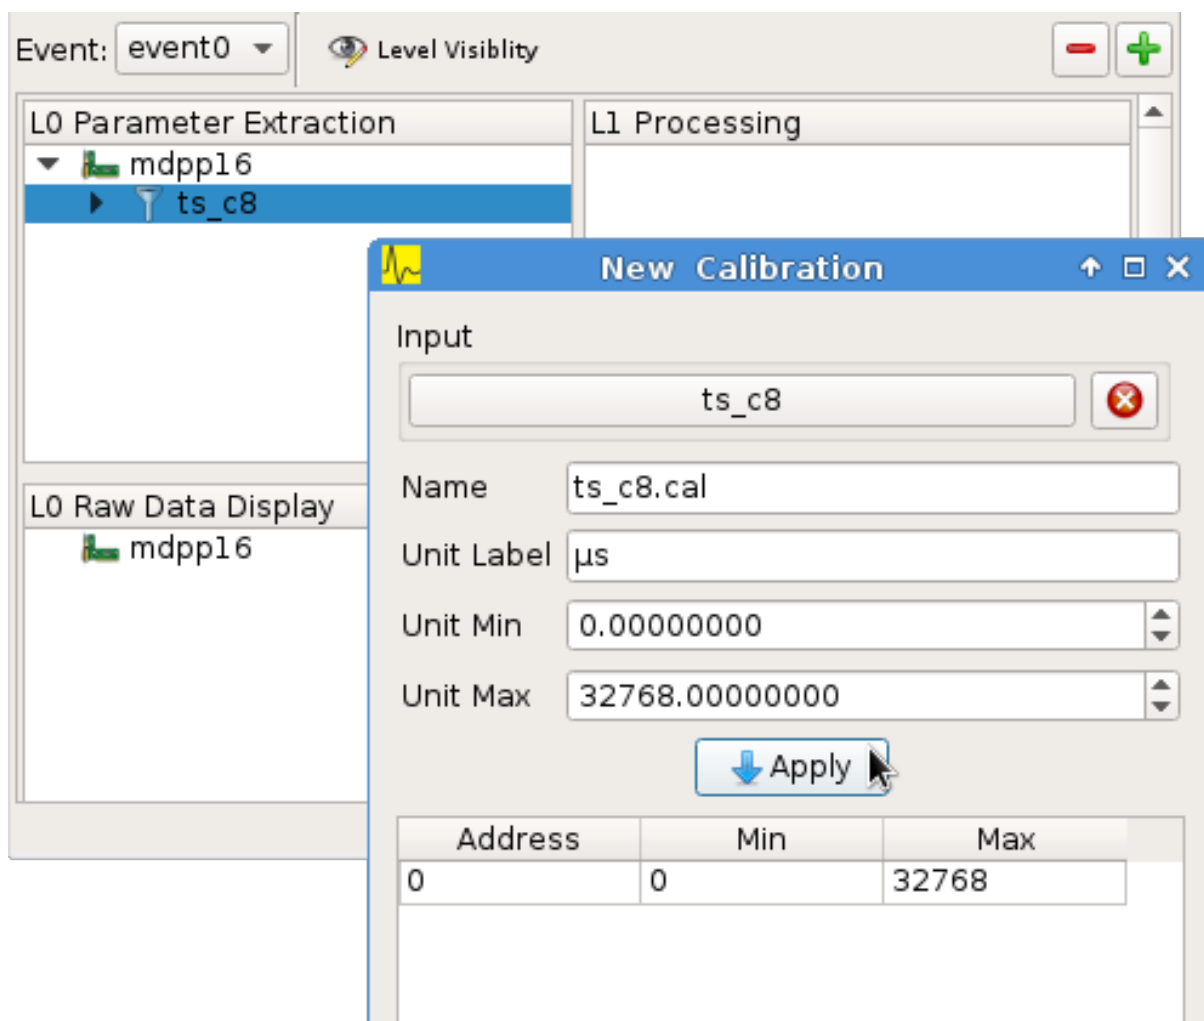 Event: event0 Level Visiblity
L0 Parameter Extraction L1 Processing
mdpp16
ts_c8
New Calibration
Input
ts_c8
Name ts_c8.cal
Unit Label µs
Unit Min 0.00000000
Unit Max 32768.00000000
Apply
Address Min Max
0 0 32768
L0 Raw Data Display
mdpp16